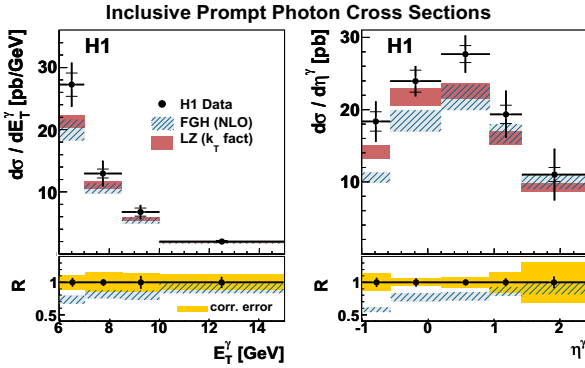 Inclusive Prompt Photon Cross Sections
dσ / dE_T^γ [pb/GeV]
H1
30
20
10
H1 Data
FGH (NLO)
LZ (k_T fact)
R
1
0.5
corr. error
6 8 10 12 14
E_T^γ [GeV]
dσ / dη^γ [pb]
H1
30
20
10
R
1
0.5
-1 0 1 2
η^γ